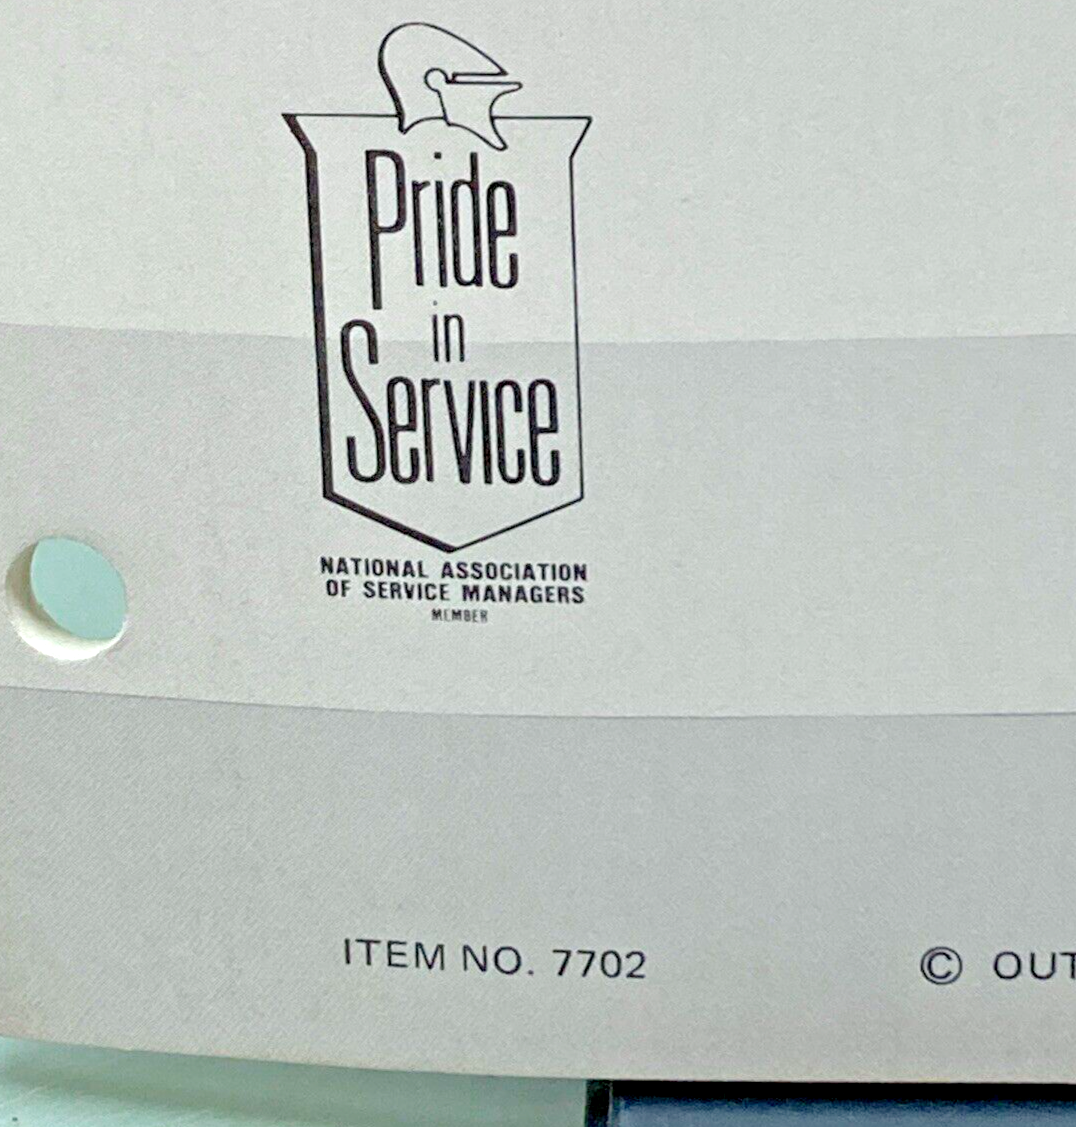 Pride
in
Service
NATIONAL ASSOCIATION
OF SERVICE MANAGERS
MEMBER
ITEM NO. 7702
© OUT